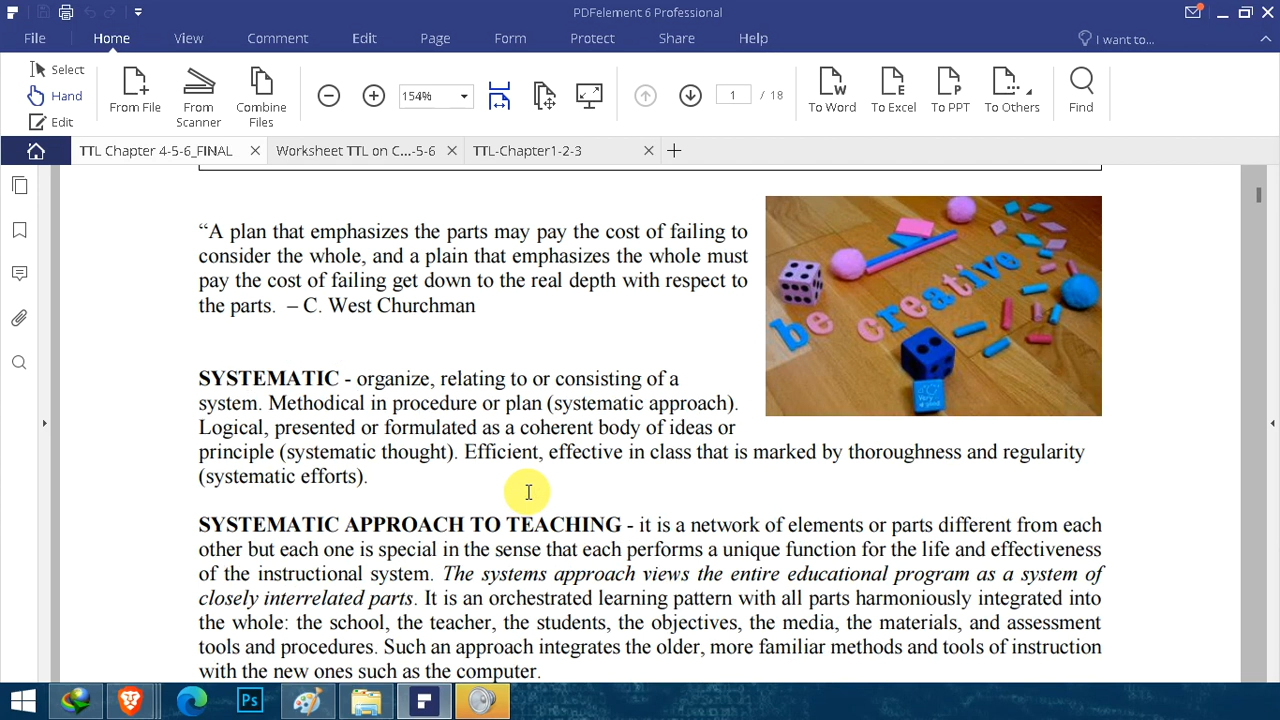 PDFelement 6 Professional
File Home View Comment Edit Page Form Protect Share Help I want to...
Select
Hand
Edit
From File
From Scanner
Combine Files
154%
1 / 18
To Word
To Excel
To PPT
To Others
Find
TTL Chapter 4-5-6_FINAL Worksheet TTL on C...-5-6 TTL-Chapter1-2-3
“A plan that emphasizes the parts may pay the cost of failing to
consider the whole, and a plain that emphasizes the whole must
pay the cost of failing get down to the real depth with respect to
the parts. – C. West Churchman
be creative
SYSTEMATIC - organize, relating to or consisting of a
system. Methodical in procedure or plan (systematic approach).
Logical, presented or formulated as a coherent body of ideas or
principle (systematic thought). Efficient, effective in class that is marked by thoroughness and regularity
(systematic efforts).
SYSTEMATIC APPROACH TO TEACHING - it is a network of elements or parts different from each
other but each one is special in the sense that each performs a unique function for the life and effectiveness
of the instructional system. The systems approach views the entire educational program as a system of
closely interrelated parts. It is an orchestrated learning pattern with all parts harmoniously integrated into
the whole: the school, the teacher, the students, the objectives, the media, the materials, and assessment
tools and procedures. Such an approach integrates the older, more familiar methods and tools of instruction
with the new ones such as the computer.
Ps